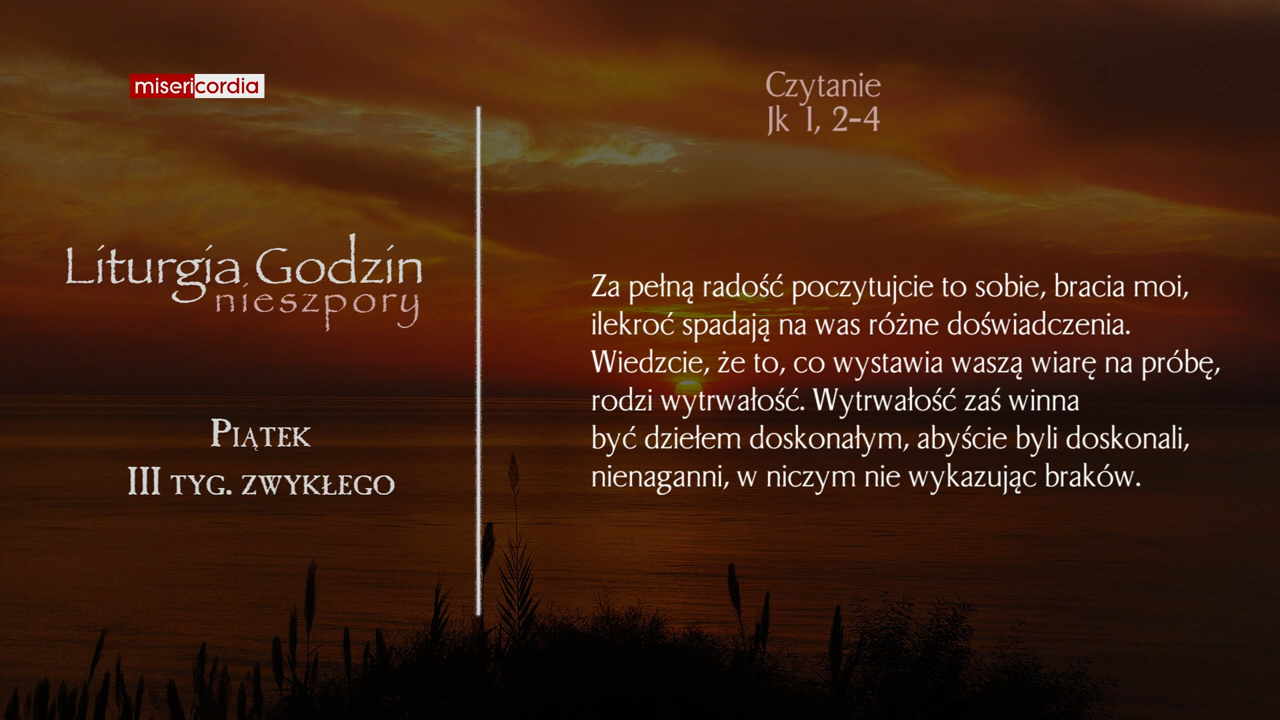 misericordia
Liturgia Godzin
nieszpory
Piątek
III tyg. zwykłego
Czytanie
Jk 1, 2-4
Za pełną radość poczytujcie to sobie, bracia moi,
ilekroć spadają na was różne doświadczenia.
Wiedzcie, że to, co wystawia waszą wiarę na próbę,
rodzi wytrwałość. Wytrwałość zaś winna
być dziełem doskonałym, abyście byli doskonali,
nienaganni, w niczym nie wykazując braków.